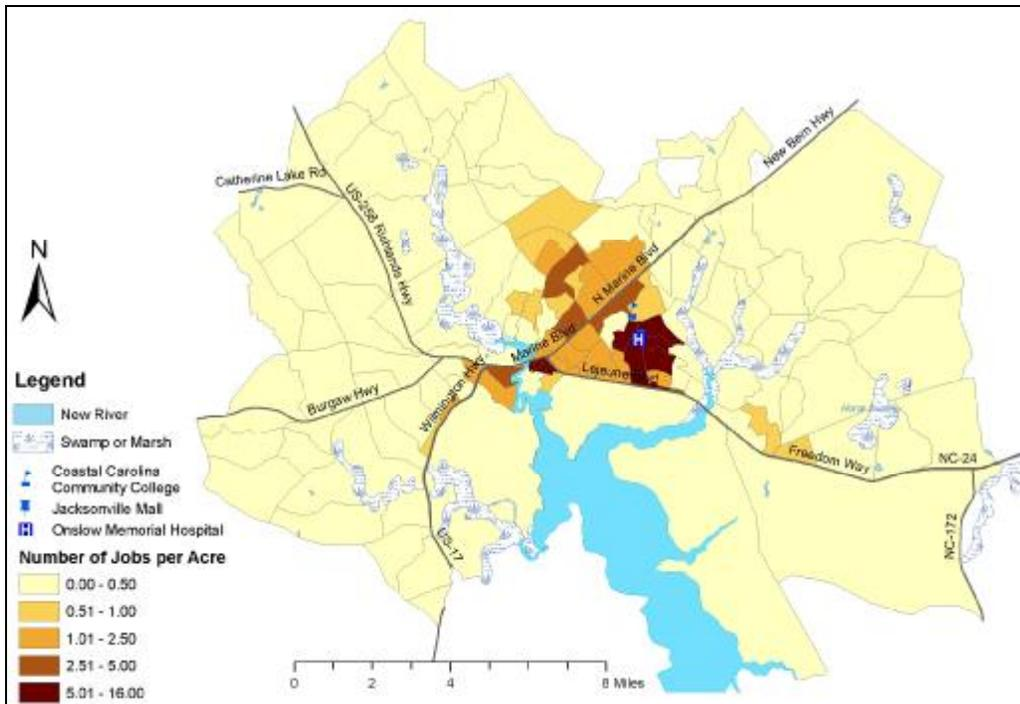 New Bern Hwy
Catherine Lake Rd
US-258 Richlands Hwy
N
N Marine Blvd
Marine Blvd
H
Lejeune Blvd
Wilmington Hwy
Burgaw Hwy
Freedom Way
NC-24
US-17
NC-172
Legend
New River
Swamp or Marsh
Coastal Carolina
Community College
Jacksonville Mall
H Onslow Memorial Hospital
Number of Jobs per Acre
0.00 - 0.50
0.51 - 1.00
1.01 - 2.50
2.51 - 5.00
5.01 - 16.00
0 4 8 Miles